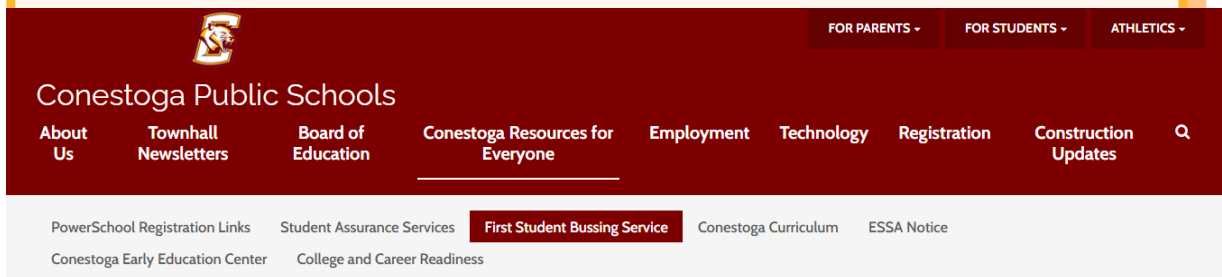 FOR PARENTS FOR STUDENTS ATHLETICS
Conestoga Public Schools
About Us Townhall Newsletters Board of Education Conestoga Resources for Everyone Employment Technology Registration Construction Updates
PowerSchool Registration Links Student Assurance Services First Student Bussing Service Conestoga Curriculum ESSA Notice
Conestoga Early Education Center College and Career Readiness